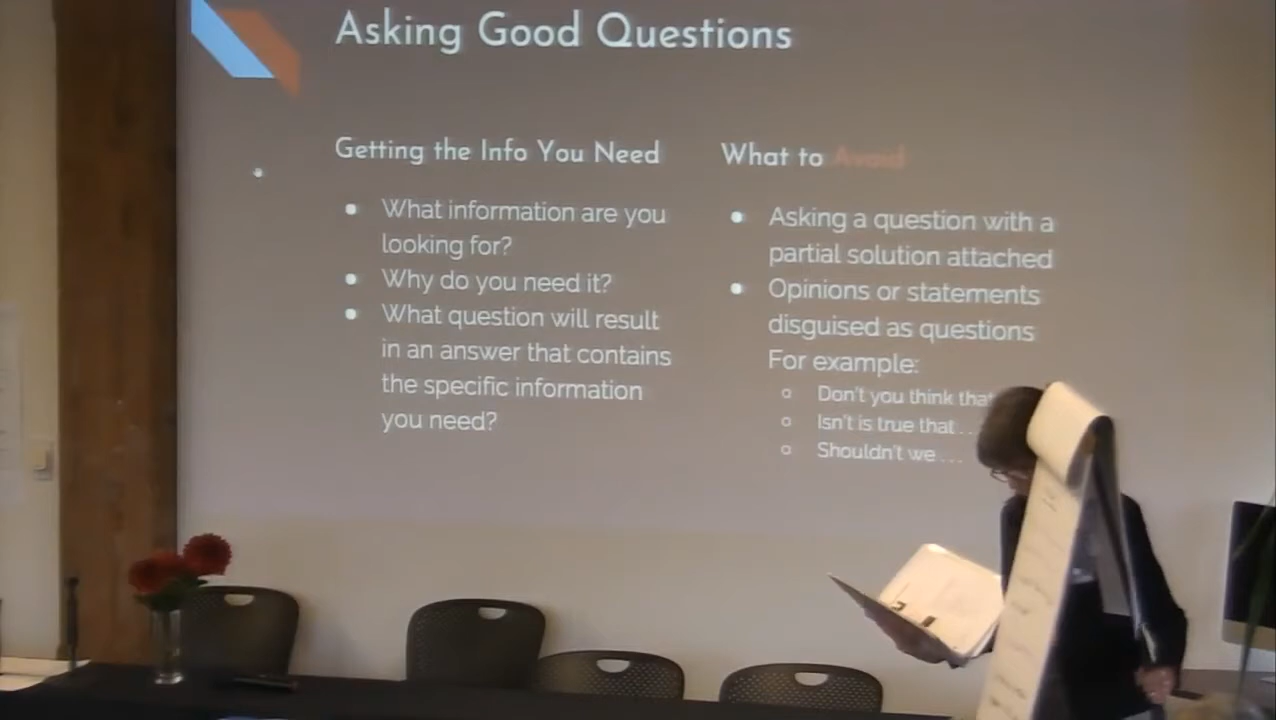 Asking Good Questions
Getting the Info You Need
What information are you
looking for?
Why do you need it?
What question will result
in an answer that contains
the specific information
you need?
What to Avoid
Asking a question with a
partial solution attached
Opinions or statements
disguised as questions
For example:
Don't you think that
Isn't is true that . .
Shouldn't we . . .